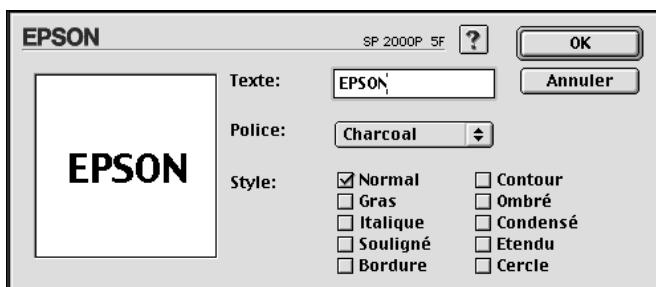 EPSON SP 2000P 5F ? OK
Texte: EPSON Annuler
Police: Charcoal
EPSON
Style: Normal Contour
Gras Ombré
Italique Condensé
Souligné Etendu
Bordure Cercle